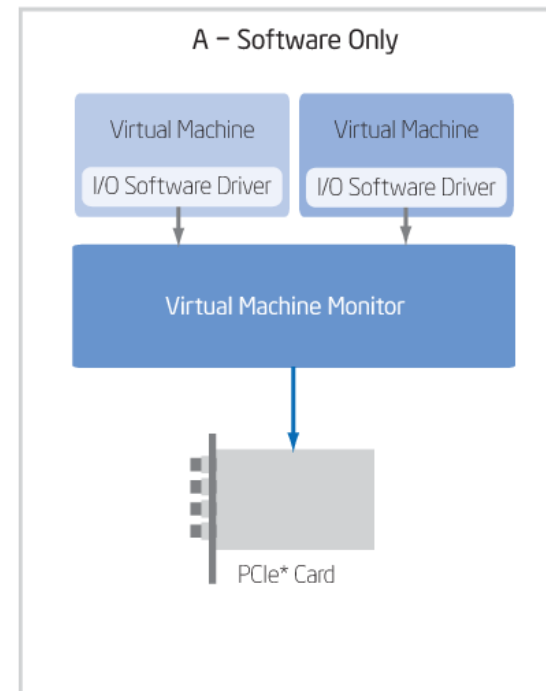 A – Software Only
Virtual Machine
Virtual Machine
I/O Software Driver
I/O Software Driver
Virtual Machine Monitor
PCIe* Card